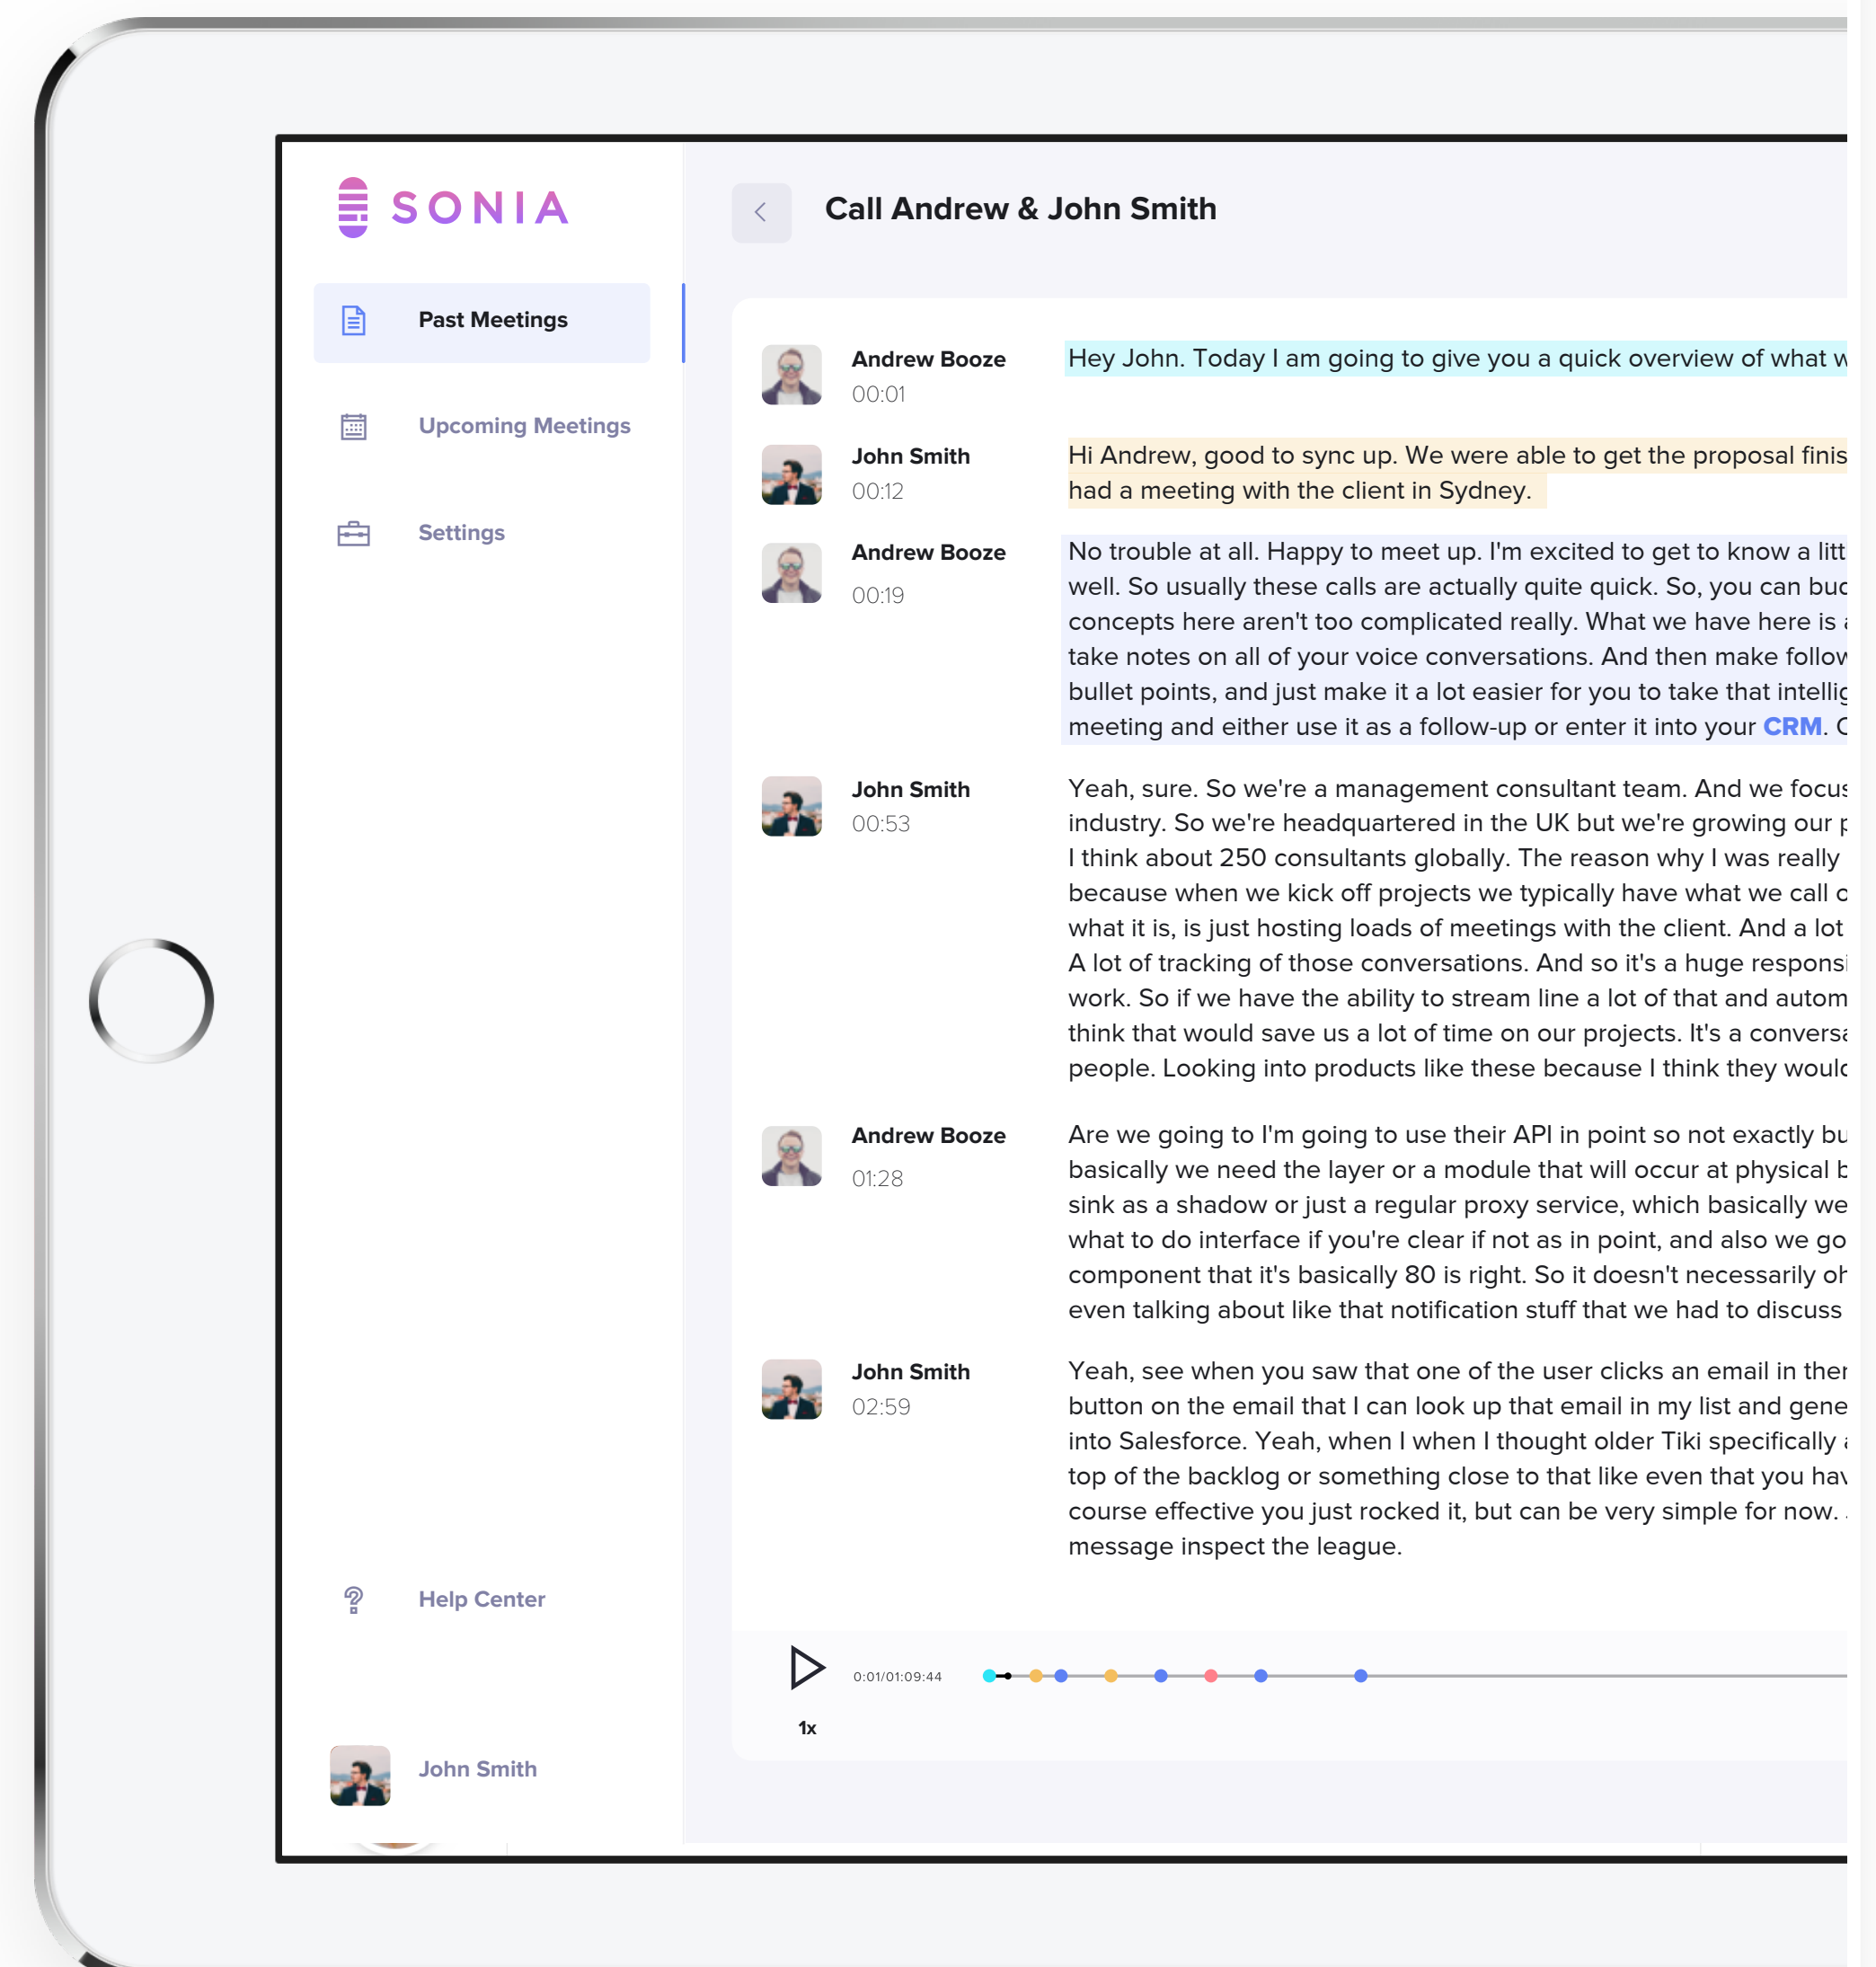 SONIA
Past Meetings
Upcoming Meetings
Settings
Help Center
John Smith
Call Andrew & John Smith
Andrew Booze
00:01
Hey John. Today I am going to give you a quick overview of what
John Smith
00:12
Hi Andrew, good to sync up. We were able to get the proposal
had a meeting with the client in Sydney.
Andrew Booze
00:19
No trouble at all. Happy to meet up. I'm excited to get to know a
well. So usually these calls are actually quite quick. So, you can
concepts here aren't too complicated really. What we have here is
take notes on all of your voice conversations. And then make
bullet points, and just make it a lot easier for you to take that
meeting and either use it as a follow-up or enter it into your CRM.
John Smith
00:53
Yeah, sure. So we're a management consultant team. And we focus
industry. So we're headquartered in the UK but we're growing our
I think about 250 consultants globally. The reason why I was really
because when we kick off projects we typically have what we call
what it is, is just hosting loads of meetings with the client. And a lot
A lot of tracking of those conversations. And so it's a huge
work. So if we have the ability to stream line a lot of that and
think that would save us a lot of time on our projects. It's a
people. Looking into products like these because I think they
Andrew Booze
01:28
Are we going to I'm going to use their API in point so not exactly
basically we need the layer or a module that will occur at physical
sink as a shadow or just a regular proxy service, which basically we
what to do interface if you're clear if not as in point, and also we go
component that it's basically 80 is right. So it doesn't necessarily
even talking about like that notification stuff that we had to discuss
John Smith
02:59
Yeah, see when you saw that one of the user clicks an email in
button on the email that I can look up that email in my list and
into Salesforce. Yeah, when I when I thought older Tiki specifically
top of the backlog or something close to that like even that you
course effective you just rocked it, but can be very simple for now.
message inspect the league.
0:01/01:09:44
1x